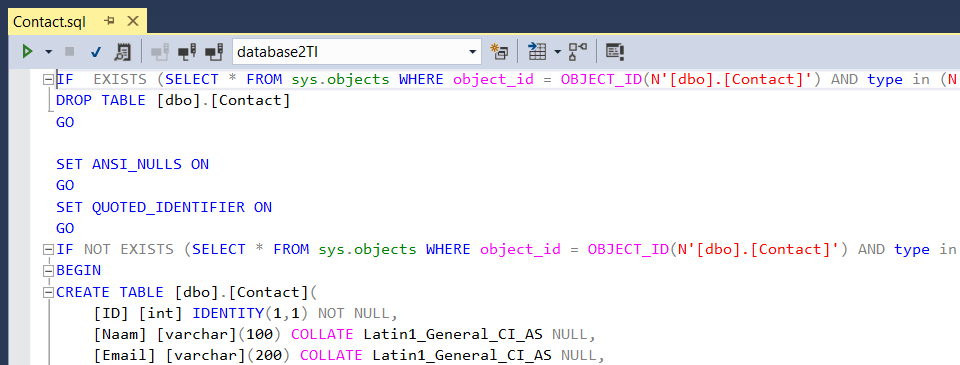 Contact.sql
database2TI
IF  EXISTS (SELECT * FROM sys.objects WHERE object_id = OBJECT_ID(N'[dbo].[Contact]') AND type in (N
DROP TABLE [dbo].[Contact]
GO
SET ANSI_NULLS ON
GO
SET QUOTED_IDENTIFIER ON
GO
IF NOT EXISTS (SELECT * FROM sys.objects WHERE object_id = OBJECT_ID(N'[dbo].[Contact]') AND type in
BEGIN
CREATE TABLE [dbo].[Contact](
[ID] [int] IDENTITY(1,1) NOT NULL,
[Naam] [varchar](100) COLLATE Latin1_General_CI_AS NULL,
[Email] [varchar](200) COLLATE Latin1_General_CI_AS NULL,